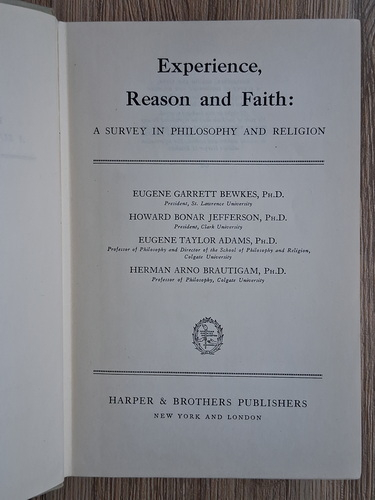 Experience,
Reason and Faith:
A SURVEY IN PHILOSOPHY AND RELIGION
EUGENE GARRETT BEWKES, PH.D.
President, St. Lawrence University
HOWARD BONAR JEFFERSON, PH.D.
President, Clark University
EUGENE TAYLOR ADAMS, PH.D.
Professor of Philosophy and Director of the School of Philosophy and Religion,
Colgate University
HERMAN ARNO BRAUTIGAM, PH.D.
Professor of Philosophy, Colgate University
HARPER & BROTHERS PUBLISHERS
NEW YORK AND LONDON